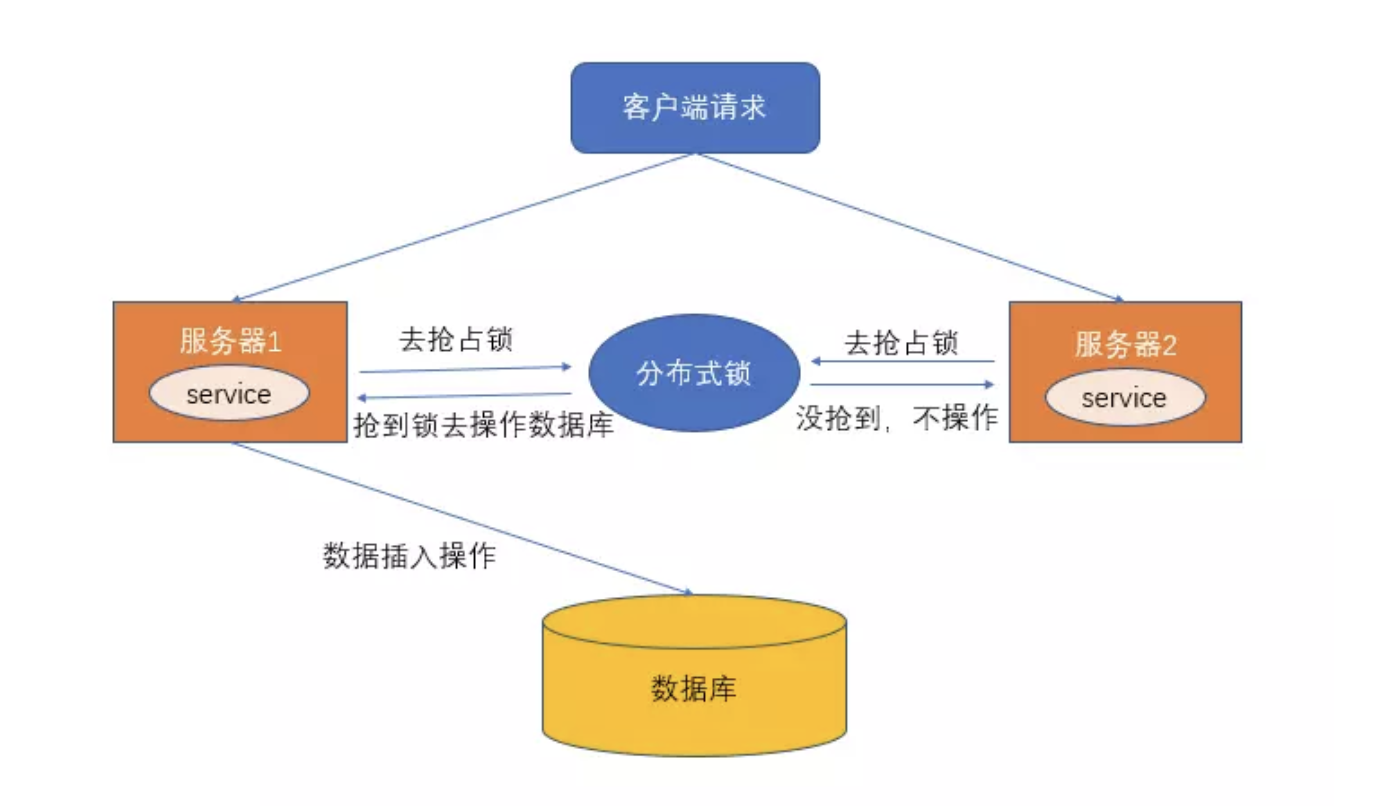 客户端请求
服务器1
service
去抢占锁
抢到锁去操作数据库
分布式锁
去抢占锁
没抢到，不操作
服务器2
service
数据插入操作
数据库